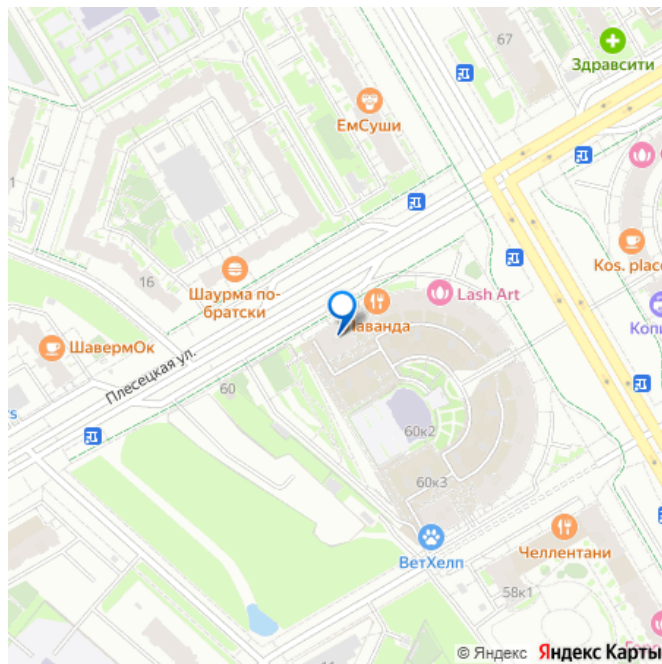 67
Здравсити
ЕмСуши
16
Шаурма по-
братски
Kos. place
Lash Art
Лаванда
ШавермОк
Плесецкая ул.
60
60к2
60к3
ВетХелп
Челлентани
58к1
© Яндекс Яндекс Карты